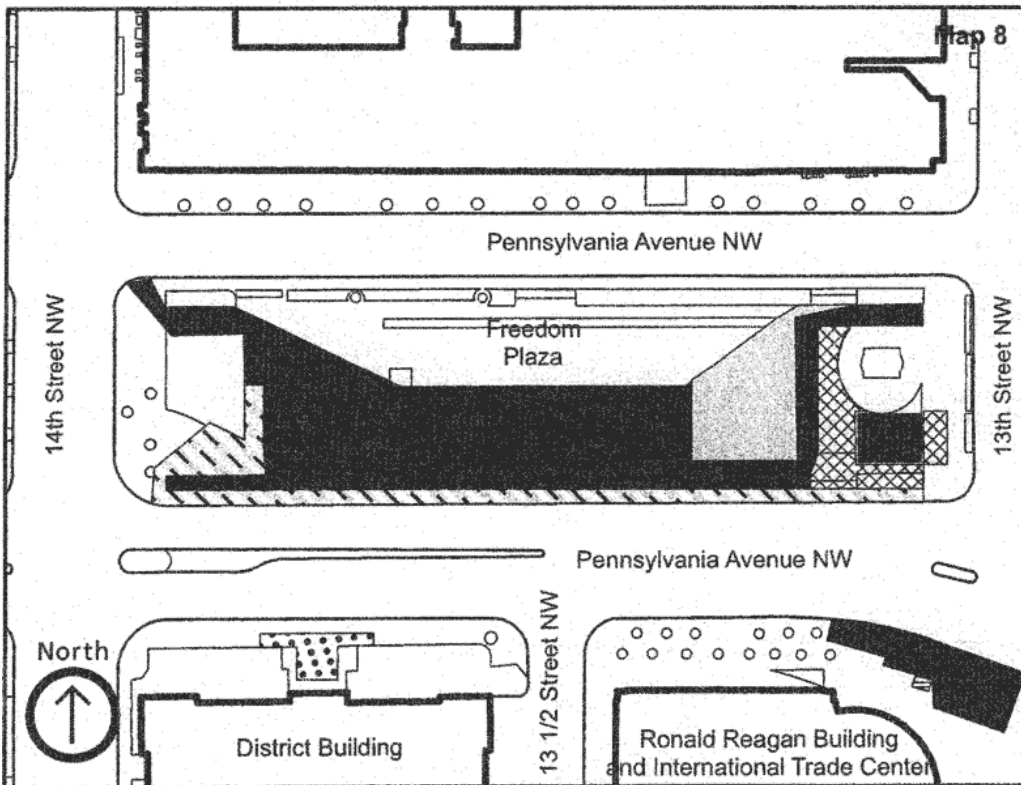 Map 8
Pennsylvania Avenue NW
14th Street NW
Freedom
Plaza
13th Street NW
Pennsylvania Avenue NW
13 1/2 Street NW
North
District Building
Ronald Reagan Building
and International Trade Center